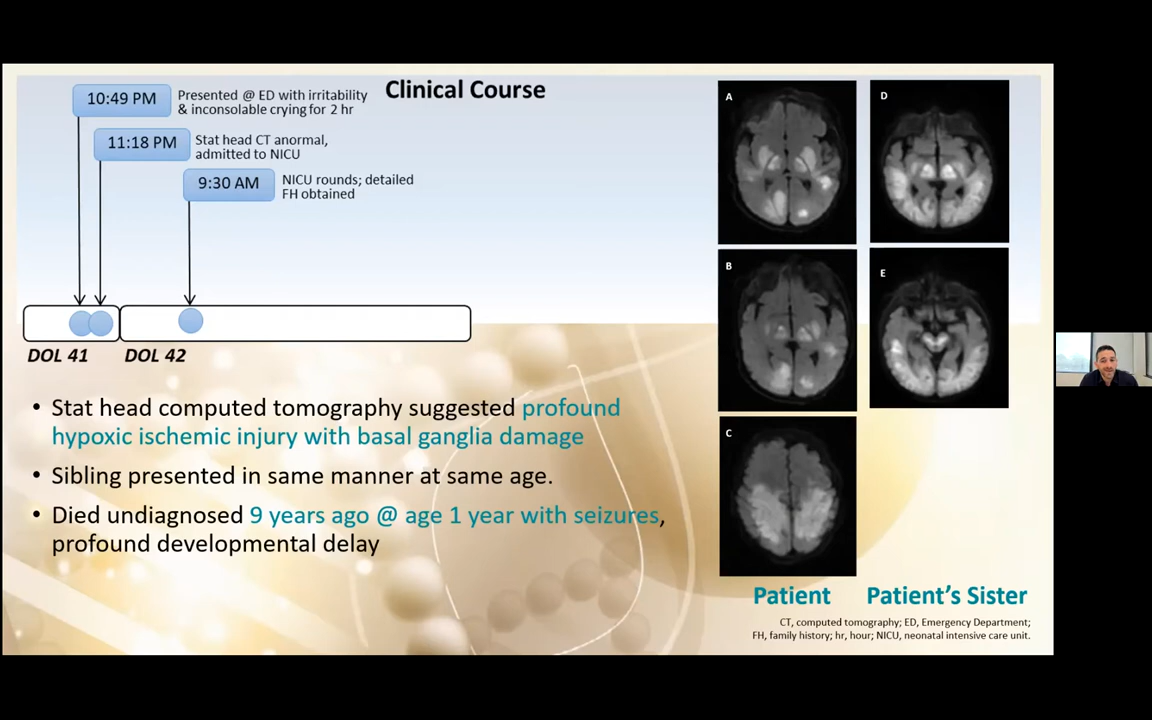 Clinical Course
10:49 PM
Presented @ ED with irritability
& inconsolable crying for 2 hr
11:18 PM
Stat head CT anormal,
admitted to NICU
9:30 AM
NICU rounds; detailed
FH obtained
DOL 41
DOL 42
• Stat head computed tomography suggested profound
hypoxic ischemic injury with basal ganglia damage
• Sibling presented in same manner at same age.
• Died undiagnosed 9 years ago @ age 1 year with seizures,
profound developmental delay
A
D
B
E
C
Patient
Patient's Sister
CT, computed tomography; ED, Emergency Department;
FH, family history; hr, hour; NICU, neonatal intensive care unit.